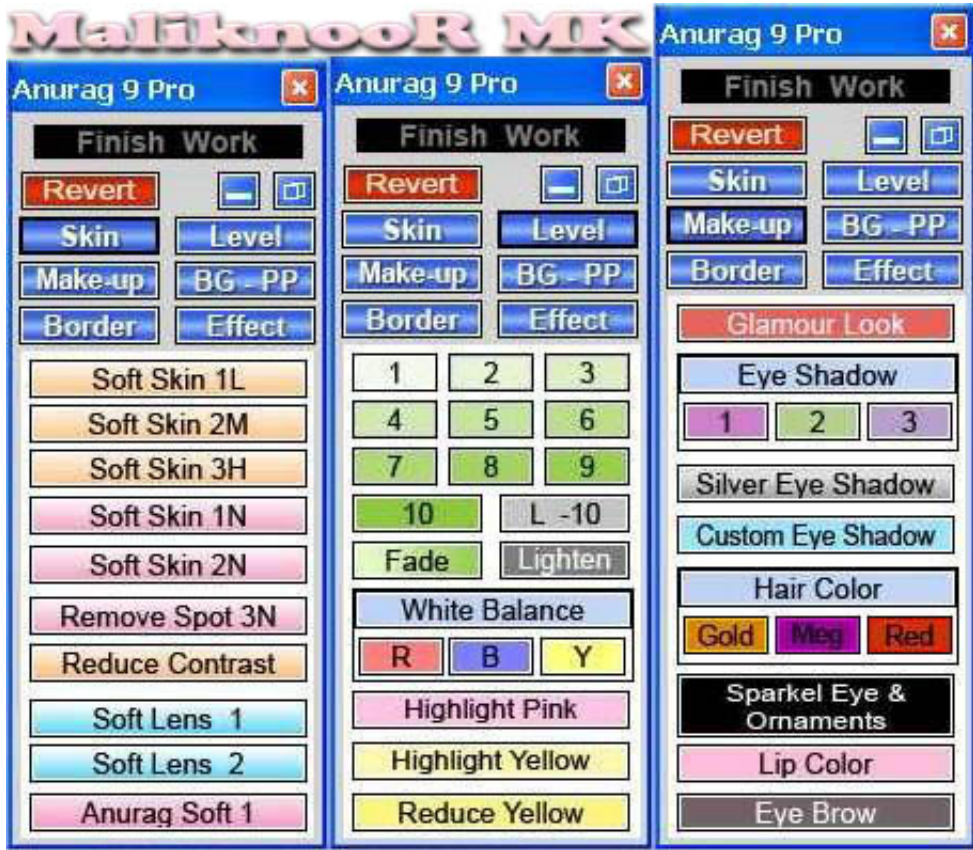 MaliknooR MK
Anurag 9 Pro
Finish Work
Revert
Skin Level
Make-up BG - PP
Border Effect
Soft Skin 1L
Soft Skin 2M
Soft Skin 3H
Soft Skin 1N
Soft Skin 2N
Remove Spot 3N
Reduce Contrast
Soft Lens 1
Soft Lens 2
Anurag Soft 1
Anurag 9 Pro
Finish Work
Revert
Skin Level
Make-up BG - PP
Border Effect
1 2 3
4 5 6
7 8 9
10 L -10
Fade Lighten
White Balance
R B Y
Highlight Pink
Highlight Yellow
Reduce Yellow
Anurag 9 Pro
Finish Work
Revert
Skin Level
Make-up BG - PP
Border Effect
Glamour Look
Eye Shadow
1 2 3
Silver Eye Shadow
Custom Eye Shadow
Hair Color
Gold Meg Red
Sparkel Eye &
Ornaments
Lip Color
Eye Brow